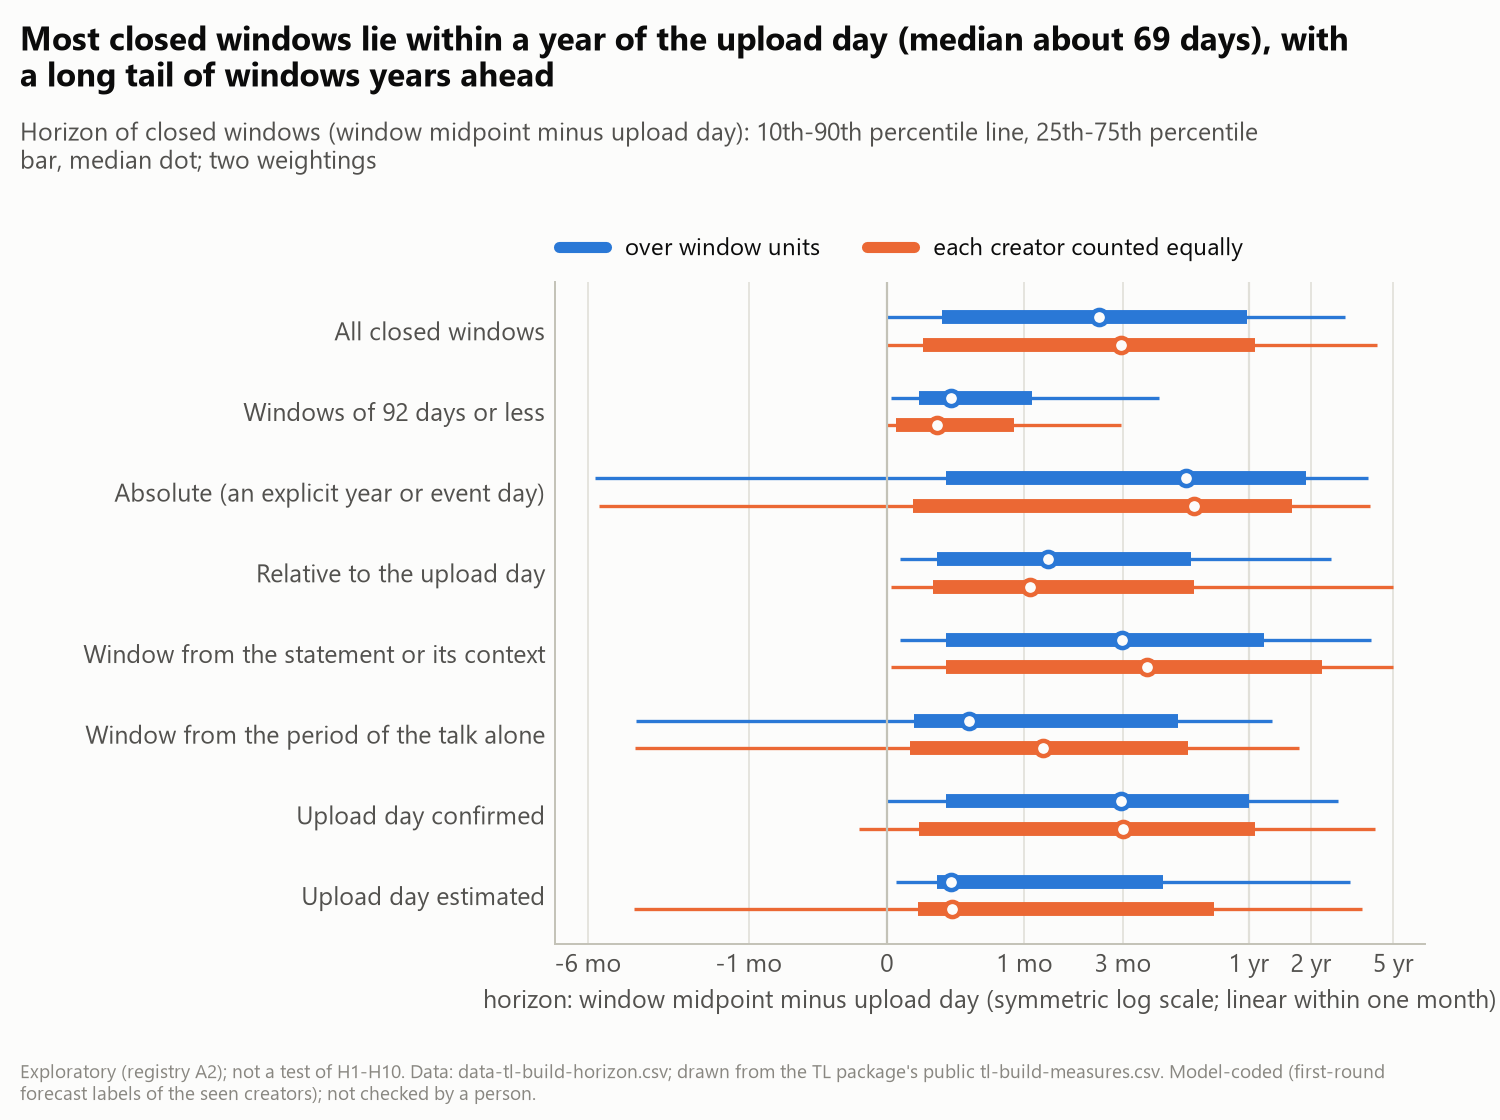 Most closed windows lie within a year of the upload day (median about 69 days), with
a long tail of windows years ahead
Horizon of closed windows (window midpoint minus upload day): 10th-90th percentile line, 25th-75th percentile
bar, median dot; two weightings
over window units
each creator counted equally
All closed windows
Windows of 92 days or less
Absolute (an explicit year or event day)
Relative to the upload day
Window from the statement or its context
Window from the period of the talk alone
Upload day confirmed
Upload day estimated
-6 mo
-1 mo
0
1 mo
3 mo
1 yr
2 yr
5 yr
horizon: window midpoint minus upload day (symmetric log scale; linear within one month)
Exploratory (registry A2); not a test of H1-H10. Data: data-tl-build-horizon.csv; drawn from the TL package's public tl-build-measures.csv. Model-coded (first-round
forecast labels of the seen creators); not checked by a person.